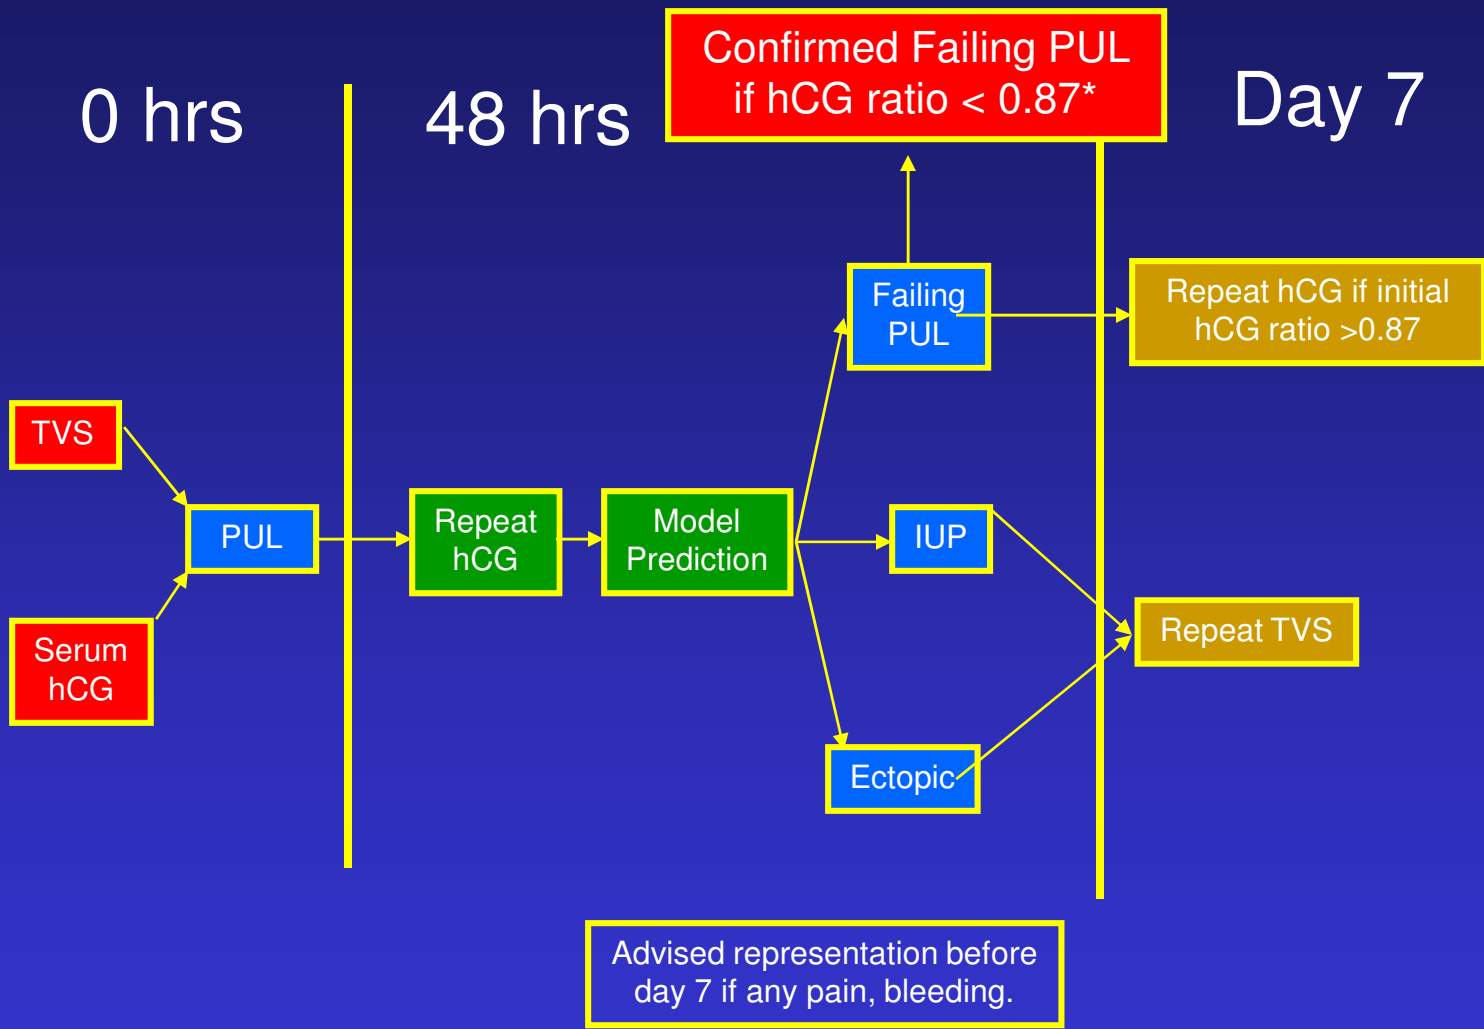 0 hrs
48 hrs
Confirmed Failing PUL
if hCG ratio < 0.87*
Day 7
Failing
PUL
Repeat hCG if initial
hCG ratio >0.87
TVS
PUL
Repeat
hCG
Model
Prediction
IUP
Serum
hCG
Repeat TVS
Ectopic
Advised representation before
day 7 if any pain, bleeding.